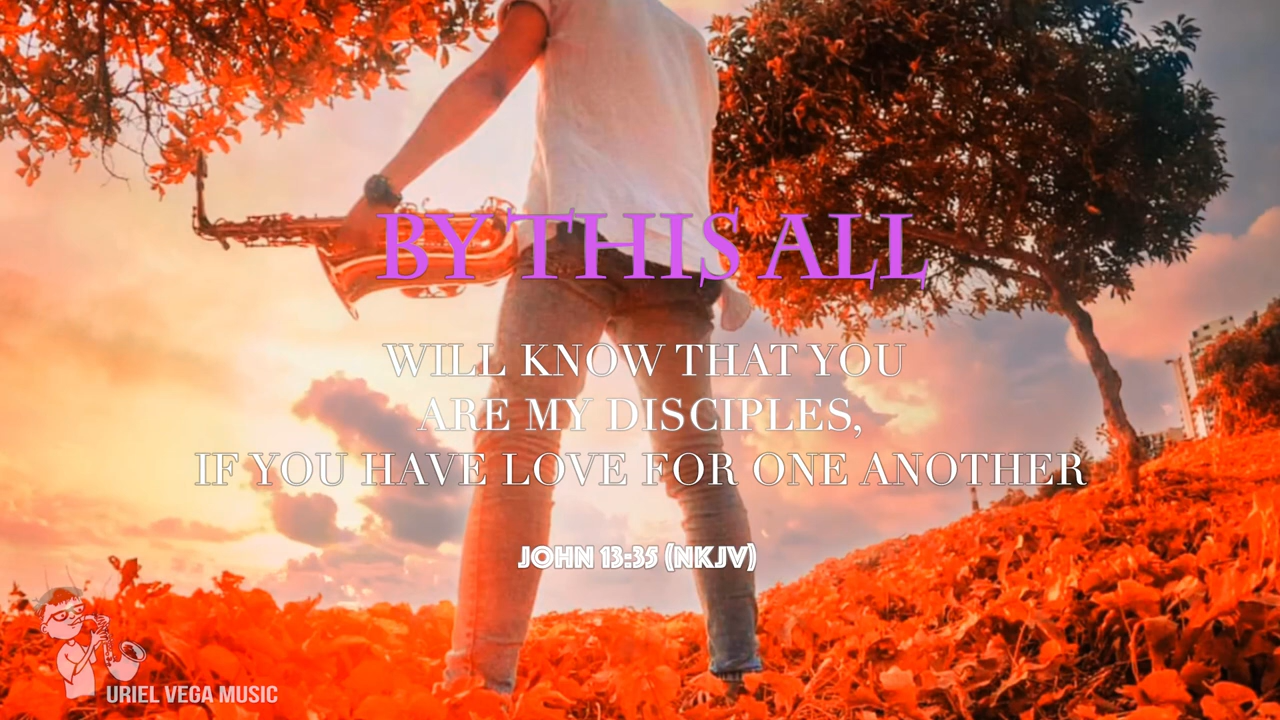 BY THIS ALL
WILL KNOW THAT YOU
ARE MY DISCIPLES,
IF YOU HAVE LOVE FOR ONE ANOTHER
JOHN 13:35 (NKJV)
URIEL VEGA MUSIC